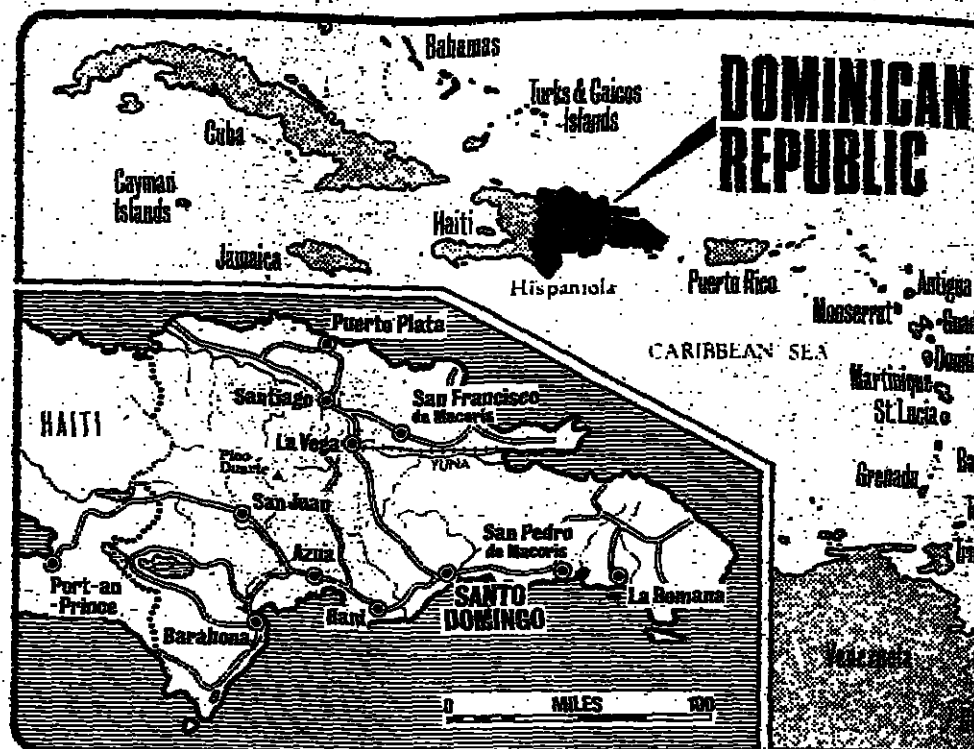 Bahamas
DOMINICAN
REPUBLIC
Turks & Caicos
Islands
Cuba
Cayman
Islands
Haiti
Jamaica
Hispaniola
Puerto Rico
Antigua
Monserrat
CARIBBEAN SEA
Martinique
St.Lucia
Grenada
Venezuela
Puerto Plata
HAITI
Santiago
San Francisco
de Macoris
La Vega
Pico
Duarte
YUNA
San Juan
San Pedro
de Macoris
Azua
Port-au
-Prince
SANTO
DOMINGO
La Romana
Bani
Barahona
0 MILES 100